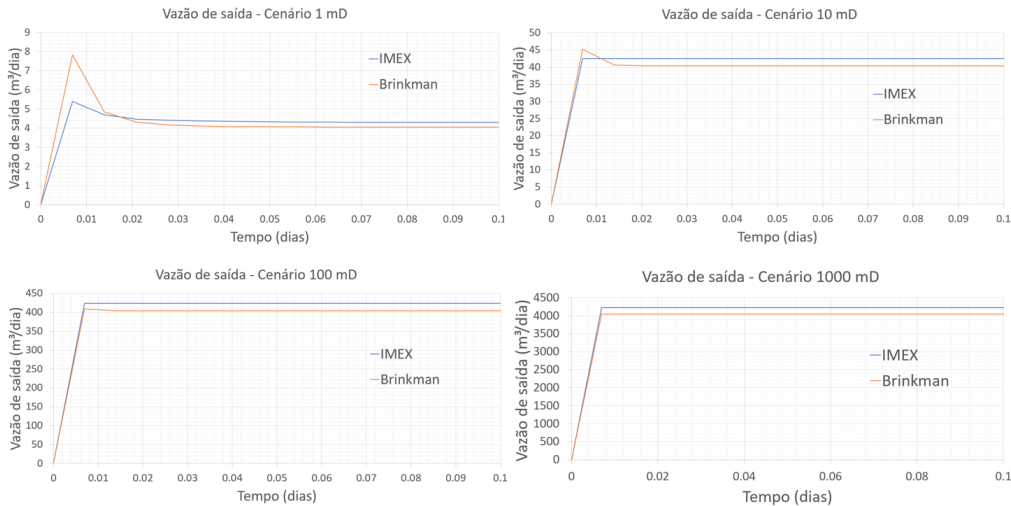 Vazão de saída - Cenário 1 mD
Vazão de saída (m³/dia)
9
8
7
6
5
4
3
2
1
0
IMEX
Brinkman
0 0.01 0.02 0.03 0.04 0.05 0.06 0.07 0.08 0.09 0.1
Tempo (dias)
Vazão de saída - Cenário 10 mD
Vazão de saída (m³/dia)
50
45
40
35
30
25
20
15
10
5
0
IMEX
Brinkman
0 0.01 0.02 0.03 0.04 0.05 0.06 0.07 0.08 0.09 0.1
Tempo (dias)
Vazão de saída - Cenário 100 mD
Vazão de saída (m³/dia)
450
400
350
300
250
200
150
100
50
0
IMEX
Brinkman
0 0.01 0.02 0.03 0.04 0.05 0.06 0.07 0.08 0.09 0.1
Tempo (dias)
Vazão de saída - Cenário 1000 mD
Vazão de saída (m³/dia)
4500
4000
3500
3000
2500
2000
1500
1000
500
0
IMEX
Brinkman
0 0.02 0.04 0.06 0.08 0.1
Tempo (dias)